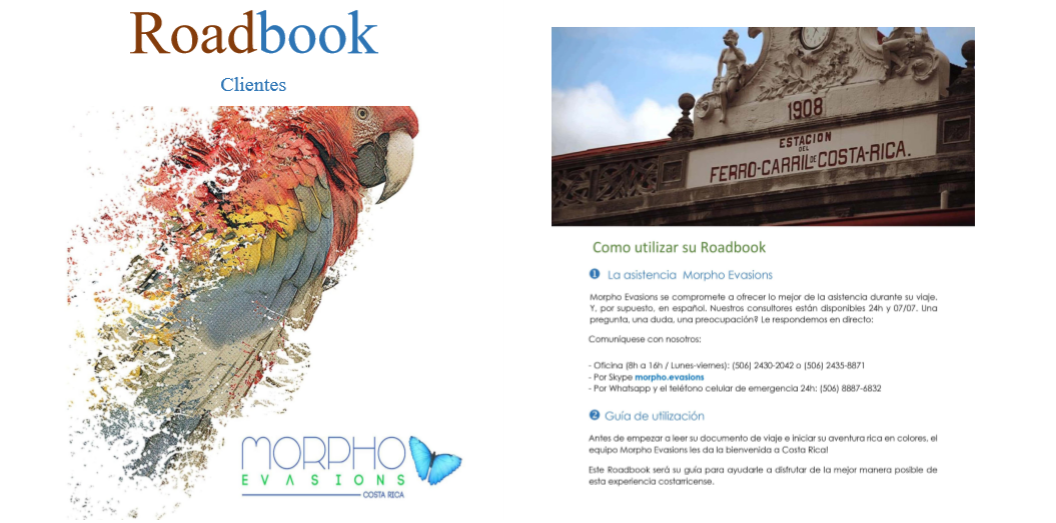 Roadbook
Clientes
MORPHO
EVASIONS
COSTA RICA
1908
ESTACION
DEL
FERRO-CARRIL DE COSTA-RICA.
Como utilizar su Roadbook
1 La asistencia Morpho Evasions
Morpho Evasions se compromete a ofrecer lo mejor de la asistencia durante su viaje.
Y, por supuesto, en español. Nuestros consultores están disponibles 24h y 07/07. Una
pregunta, una duda, una preocupación? Le respondemos en directo:
Comuníquese con nosotros:
- Oficina (8h a 16h / Lunes-viernes): (506) 2430-2042 o (506) 2435-8871
- Por Skype morpho.evasions
- Por Whatsapp y el teléfono celular de emergencia 24h: (506) 8887-6832
2 Guía de utilización
Antes de empezar a leer su documento de viaje e iniciar su aventura rica en colores, el
equipo Morpho Evasions les da la bienvenida a Costa Rica!
Este Roadbook será su guía para ayudarle a disfrutar de la mejor manera posible de
esta experiencia costarricense.